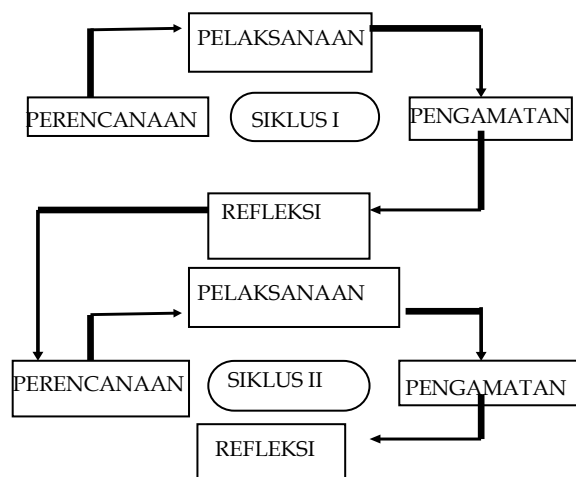 PELAKSANAAN
PERENCANAAN
SIKLUS I
PENGAMATAN
REFLEKSI
PELAKSANAAN
PERENCANAAN
SIKLUS II
PENGAMATAN
REFLEKSI